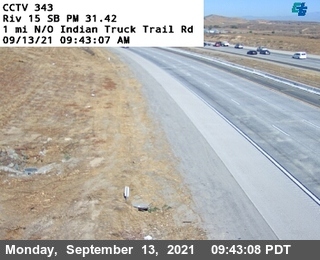 CCTV 343
Riv 15 SB PM 31.42
1 mi N/O Indian Truck Trail Rd
09/13/21 09:43:07 AM
Monday, September 13, 2021 09:43:08 PDT